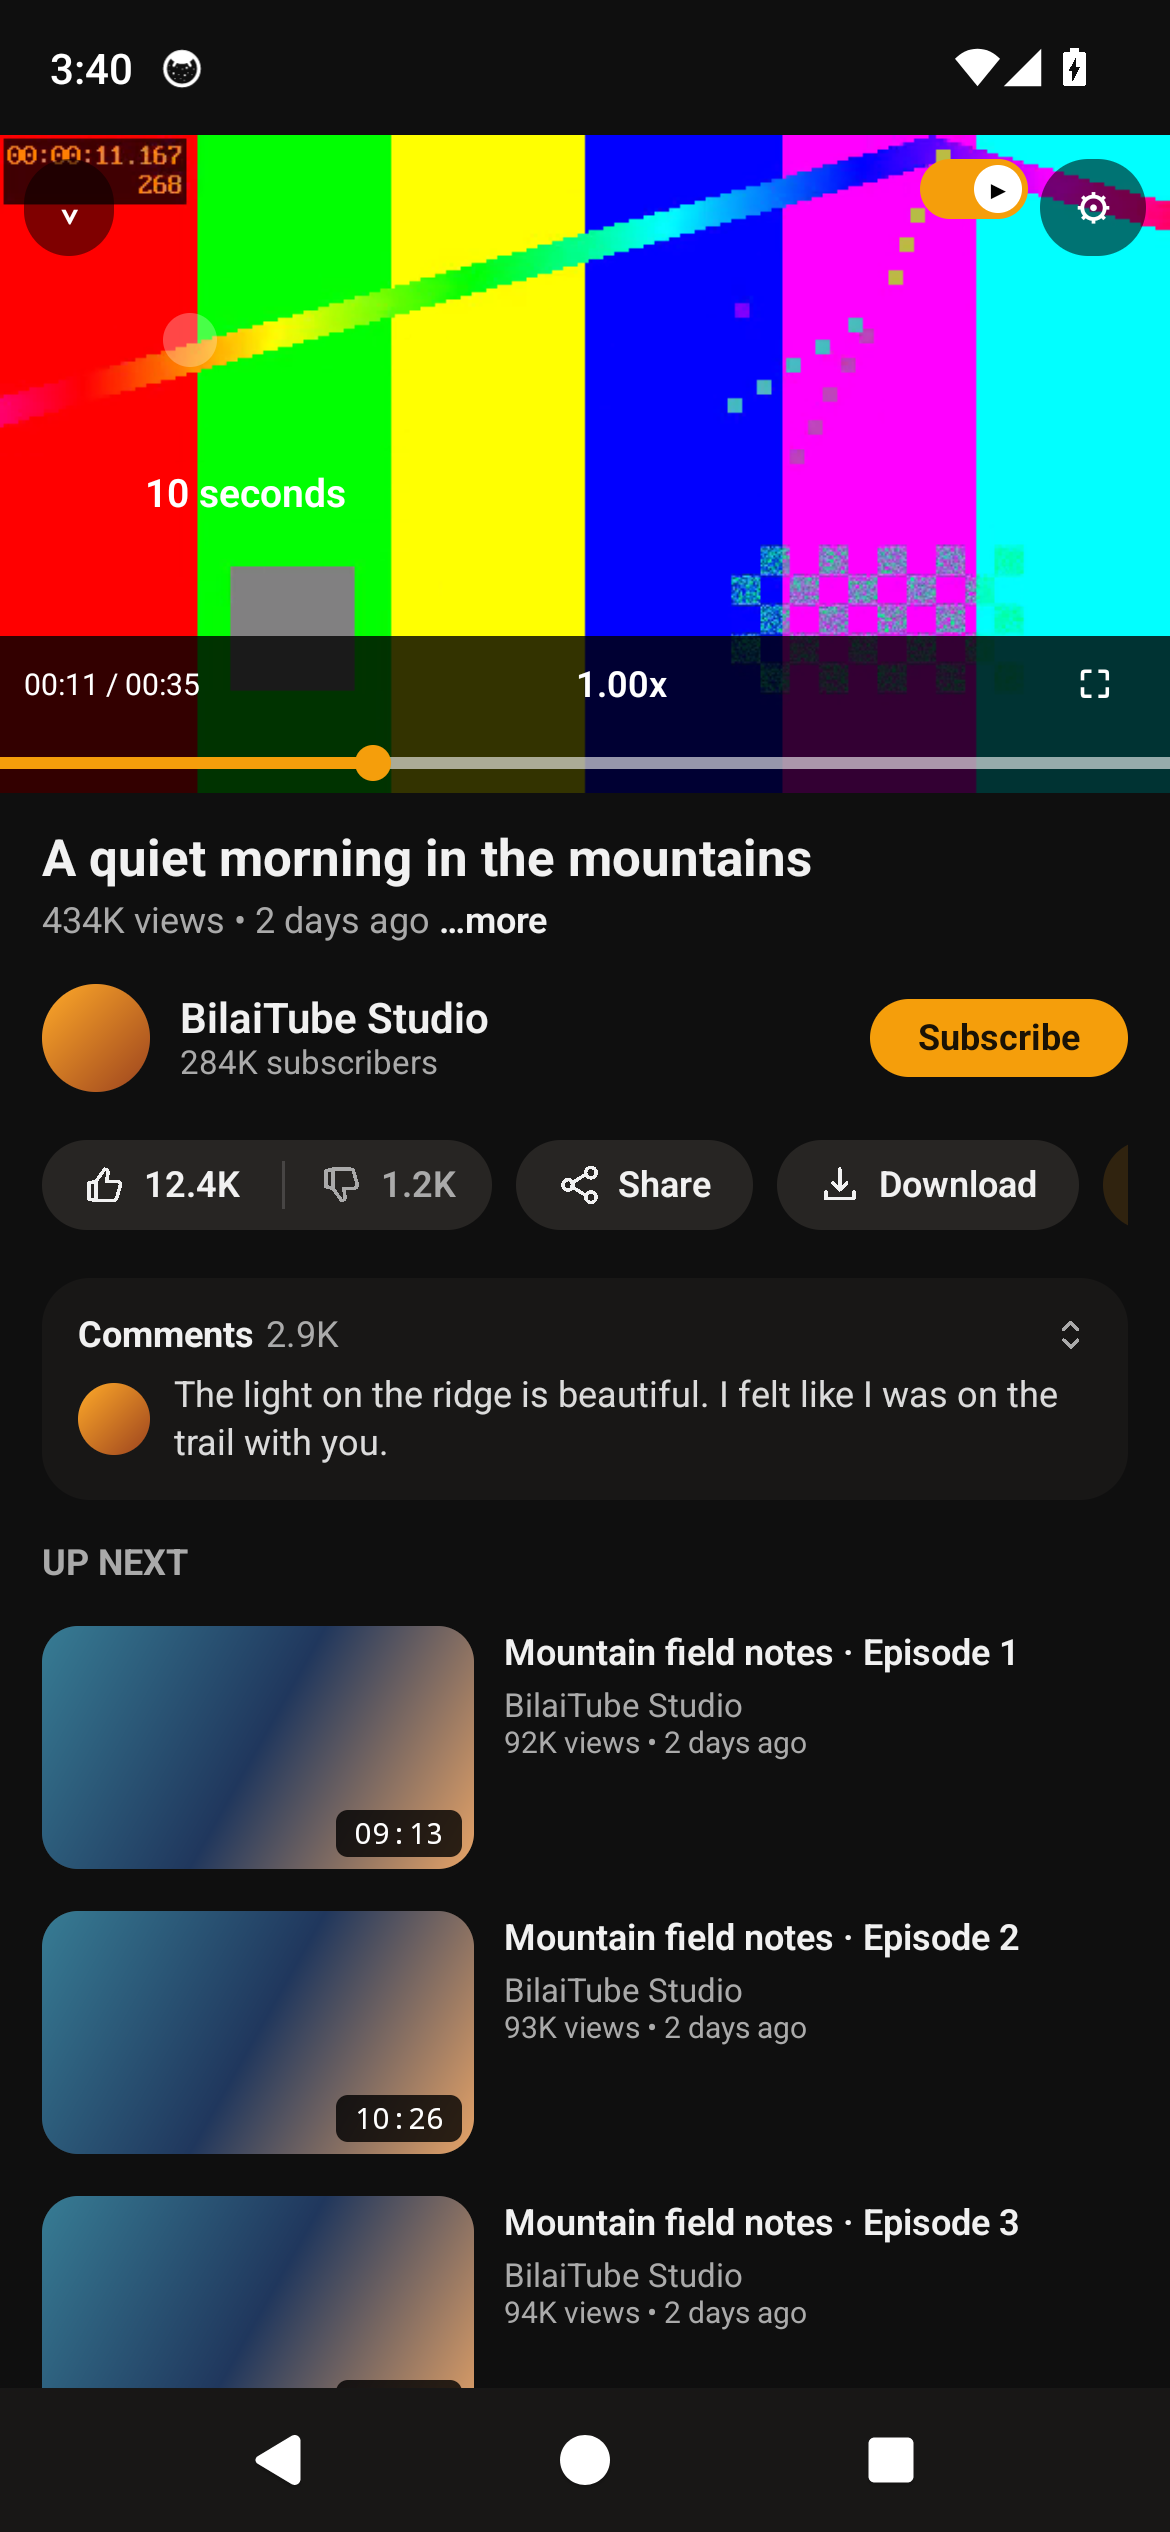 3:40
00:00:11.167
268
10 seconds
00:11 / 00:35
1.00x
A quiet morning in the mountains
434K views • 2 days ago ...more
BilaiTube Studio
284K subscribers
Subscribe
12.4K
1.2K
Share
Download
Comments 2.9K
The light on the ridge is beautiful. I felt like I was on the
trail with you.
UP NEXT
Mountain field notes · Episode 1
BilaiTube Studio
92K views • 2 days ago
09:13
Mountain field notes · Episode 2
BilaiTube Studio
93K views • 2 days ago
10:26
Mountain field notes · Episode 3
BilaiTube Studio
94K views • 2 days ago